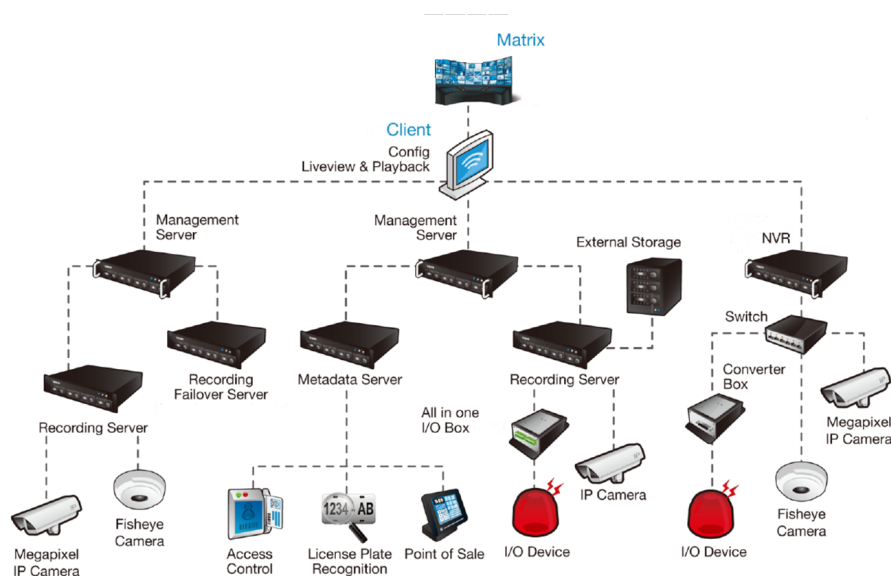 Matrix
Client
Config
Liveview & Playback
Management
Server
Management
Server
External Storage
NVR
Switch
Recording
Failover Server
Metadata Server
Recording Server
Converter
Box
Recording Server
All in one
I/O Box
Megapixel
IP Camera
IP Camera
1234-AB
Fisheye
Camera
Megapixel
IP Camera
Access
Control
License Plate
Recognition
Point of Sale
I/O Device
I/O Device
Fisheye
Camera